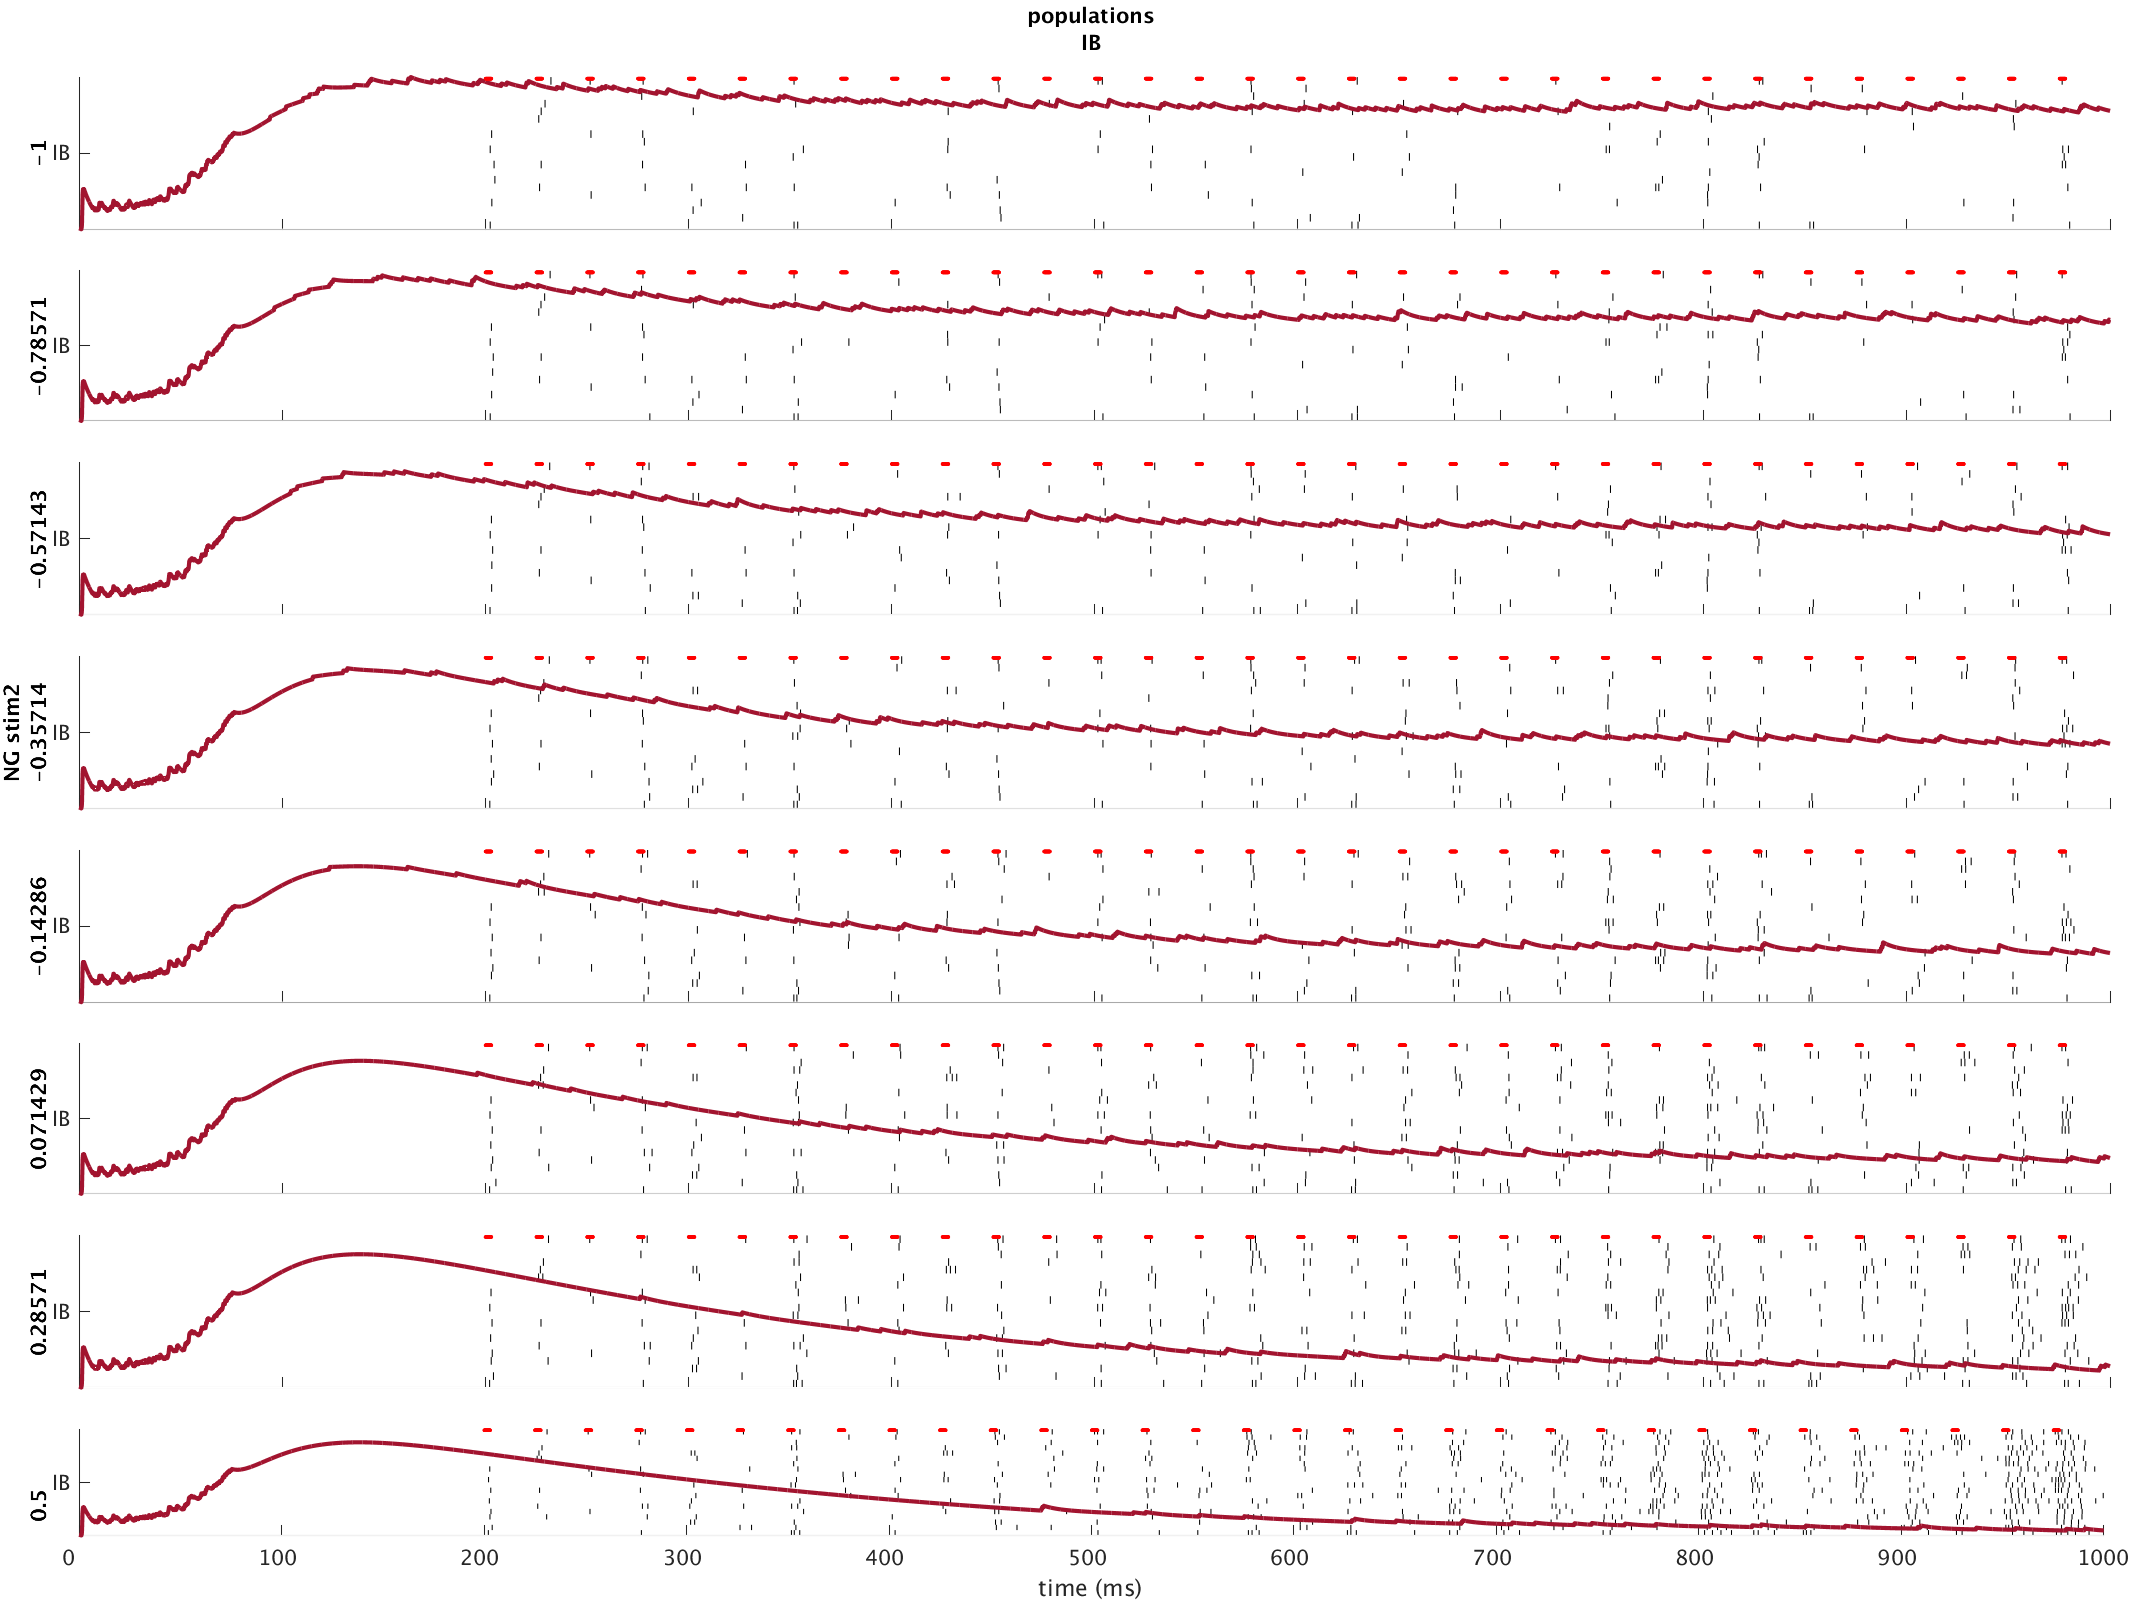 populations
IB
-1 IB
-0.78571 IB
-0.57143 IB
NG stim2
-0.35714 IB
-0.14286 IB
0.071429 IB
0.28571 IB
0.5 IB
0 100 200 300 400 500 600 700 800 900 1000
time (ms)